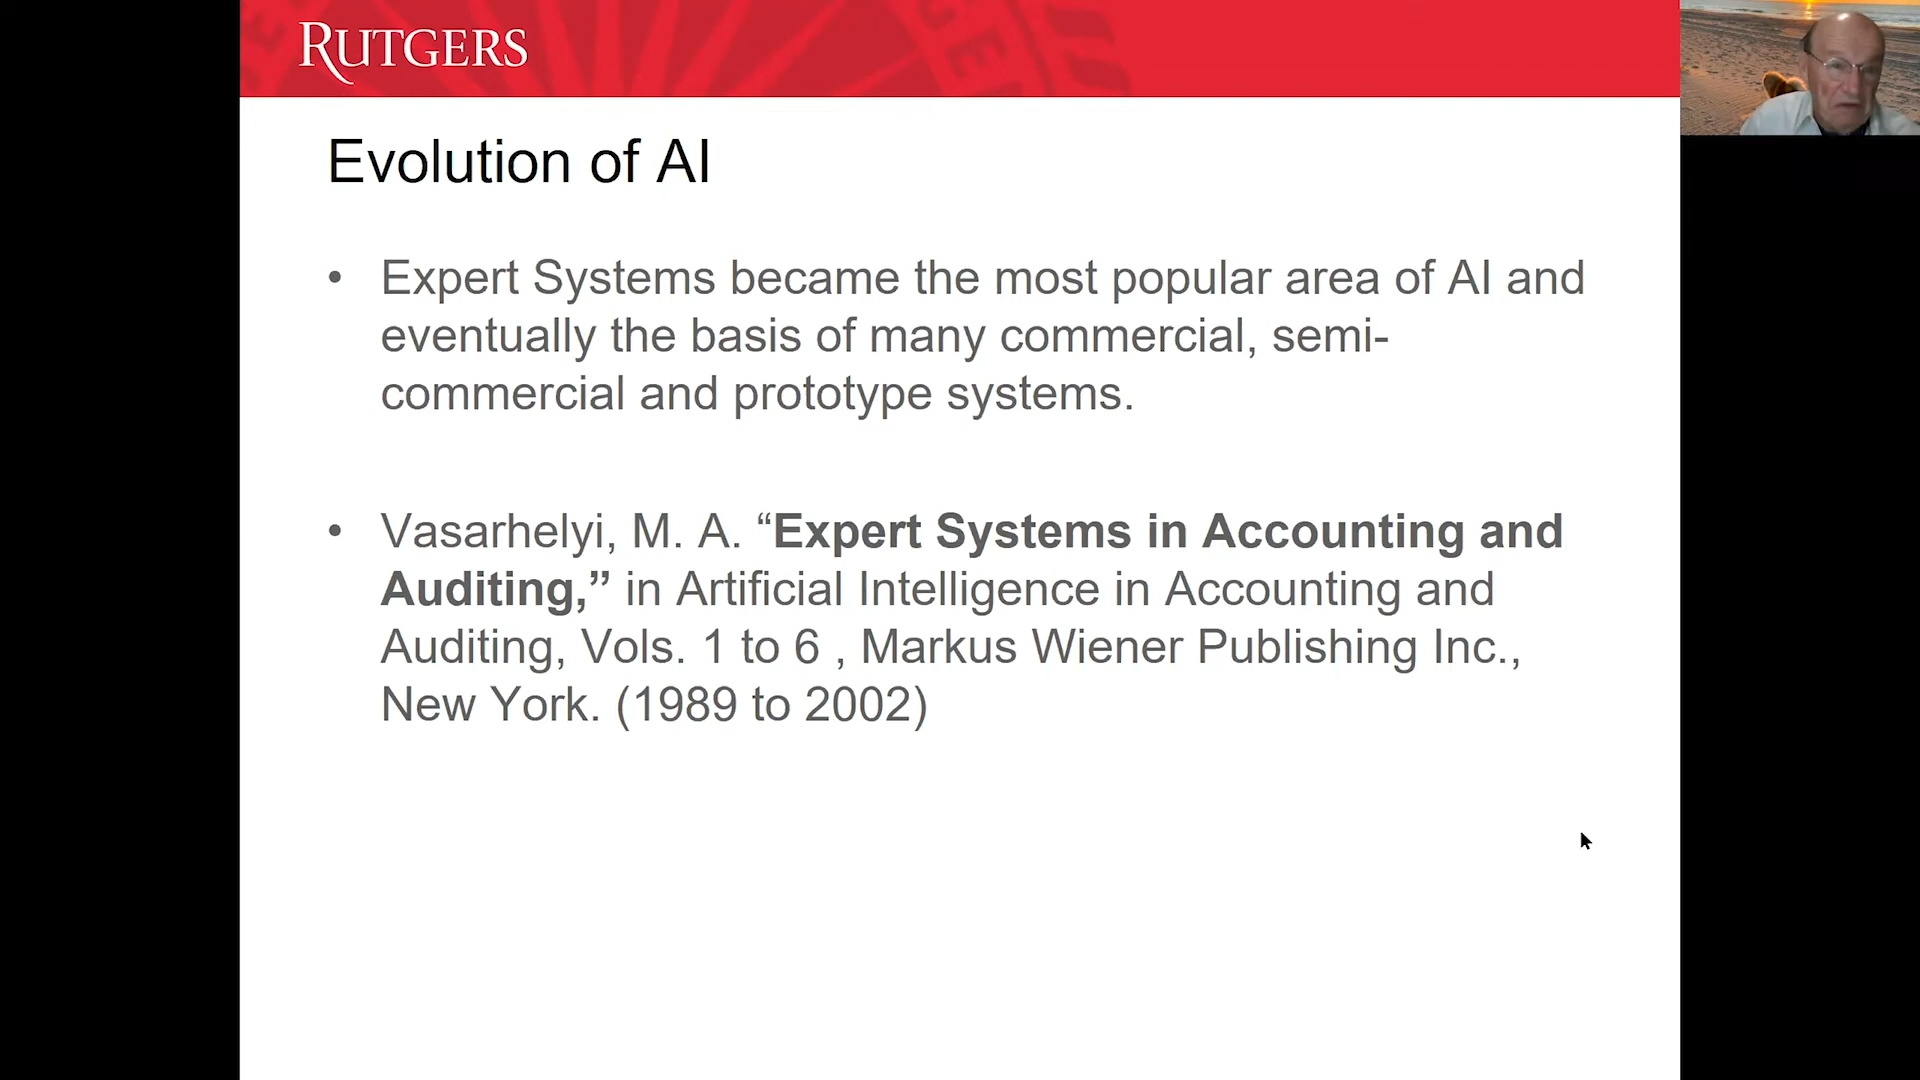 RUTGERS
Evolution of AI
• Expert Systems became the most popular area of AI and
eventually the basis of many commercial, semi-
commercial and prototype systems.
• Vasarhelyi, M. A. “Expert Systems in Accounting and
Auditing,” in Artificial Intelligence in Accounting and
Auditing, Vols. 1 to 6 , Markus Wiener Publishing Inc.,
New York. (1989 to 2002)